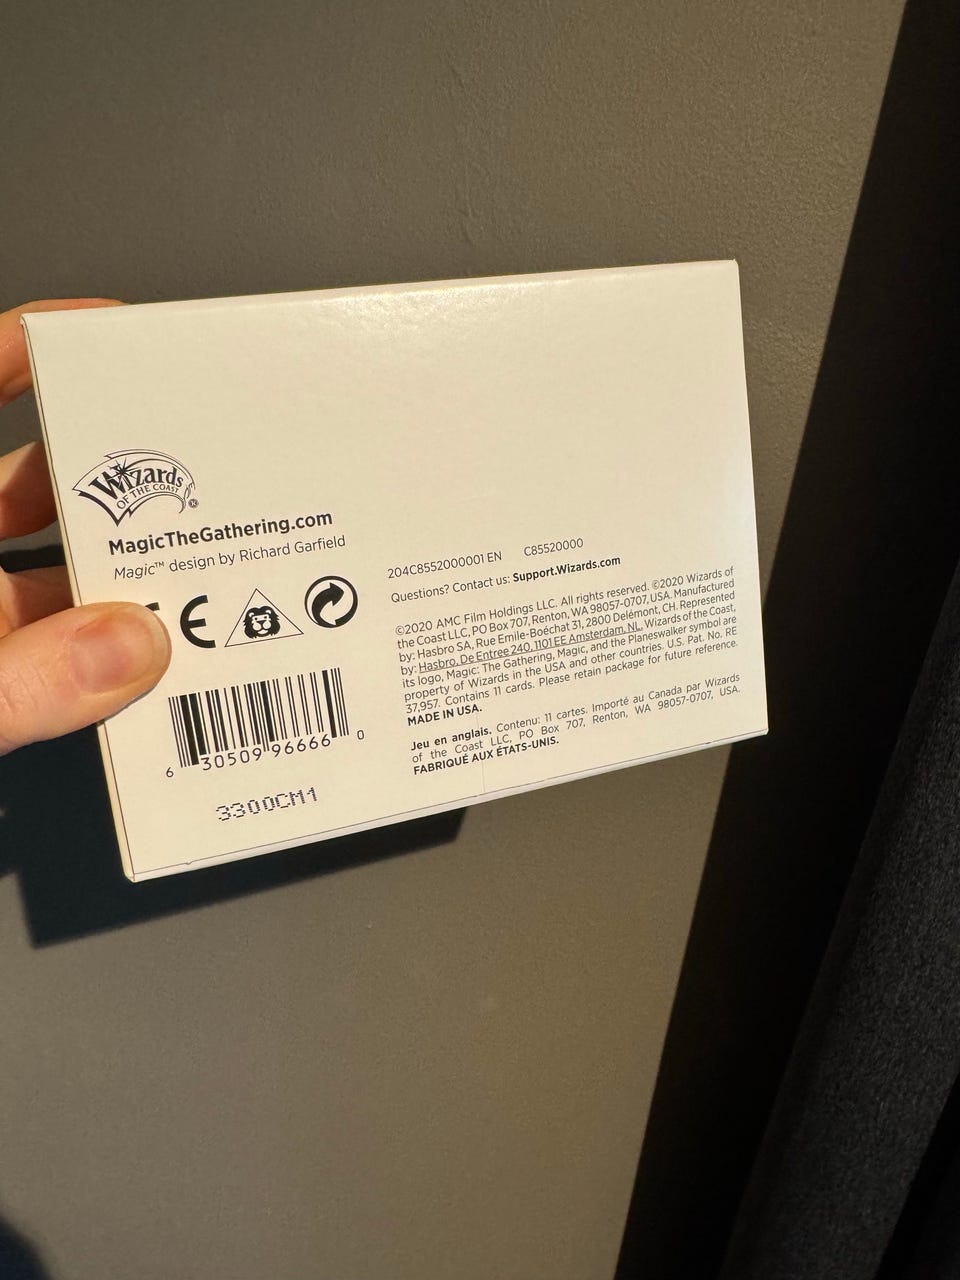 Wizards
OF THE COAST
®
MagicTheGathering.com
Magic™ design by Richard Garfield
CE
6 30509 96666 0
3300CM1
204C8552000001 EN C85520000
Questions? Contact us: Support.Wizards.com
©2020 AMC Film Holdings LLC. All rights reserved. ©2020 Wizards of
the Coast LLC, PO Box 707, Renton, WA 98057-0707, USA. Manufactured
by: Hasbro SA, Rue Emile-Boéchat 31, 2800 Delémont, CH. Represented
by: Hasbro, De Entree 240, 1101 EE Amsterdam, NL. Wizards of the Coast,
its logo, Magic: The Gathering, Magic, and the Planeswalker symbol are
property of Wizards in the USA and other countries. U.S. Pat. No. RE
37,957. Contains 11 cards. Please retain package for future reference.
MADE IN USA.
Jeu en anglais. Contenu: 11 cartes. Importé au Canada par Wizards
of the Coast LLC, PO Box 707, Renton, WA 98057-0707, USA.
FABRIQUÉ AUX ÉTATS-UNIS.